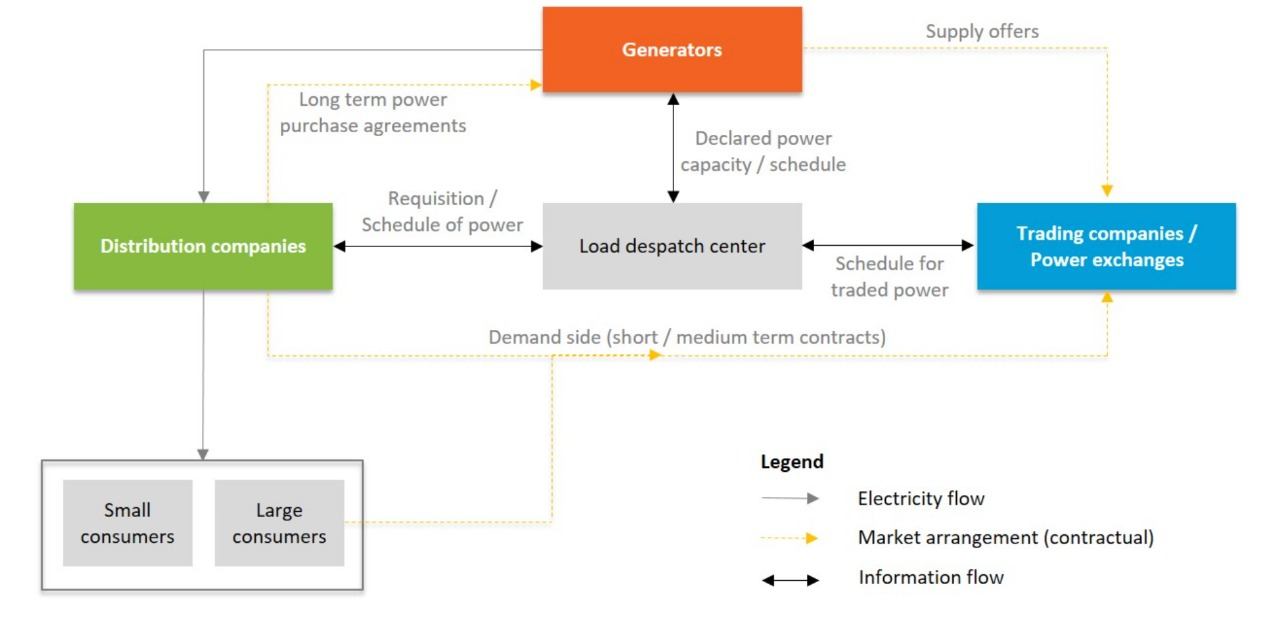 Generators
Supply offers
Long term power
purchase agreements
Declared power
capacity / schedule
Requisition /
Schedule of power
Distribution companies
Load despatch center
Trading companies /
Power exchanges
Schedule for
traded power
Demand side (short / medium term contracts)
Small
consumers
Large
consumers
Legend
Electricity flow
Market arrangement (contractual)
Information flow